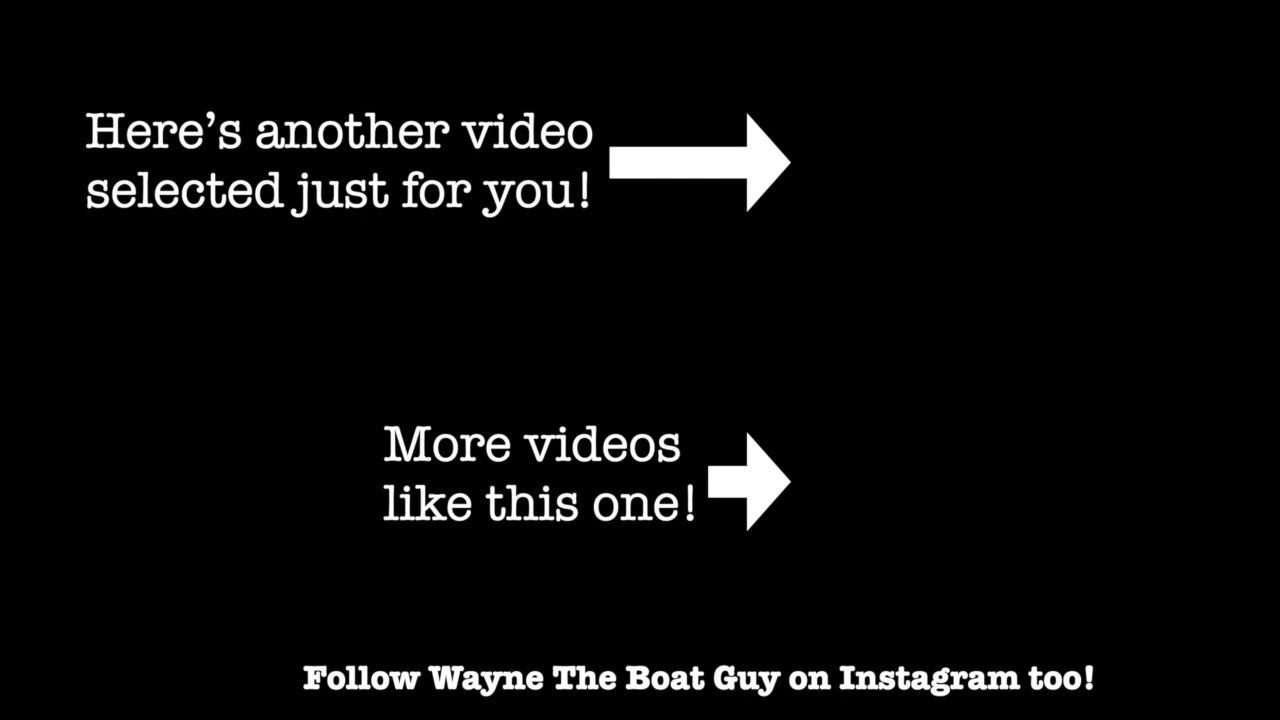 Here’s another video
selected just for you!
More videos
like this one!
Follow Wayne The Boat Guy on Instagram too!